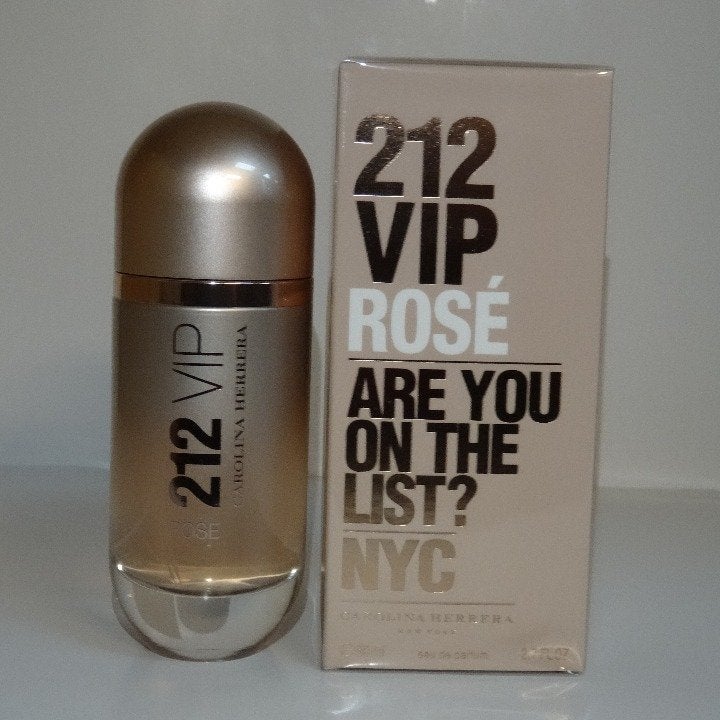 212 VIP
CAROLINA HERRERA
212
VIP
ROSÉ
ARE YOU
ON THE
LIST?
NYC
CAROLINA HERRERA
NEW YORK
eau de parfum